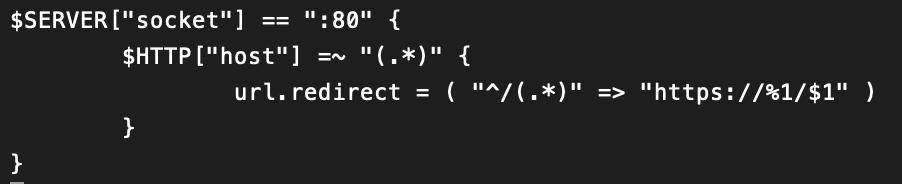 $SERVER["socket"] == ":80" {
        $HTTP["host"] =~ "(.*)" {
                url.redirect = ( "^/(.*)" => "https://%1/$1" )
        }
}